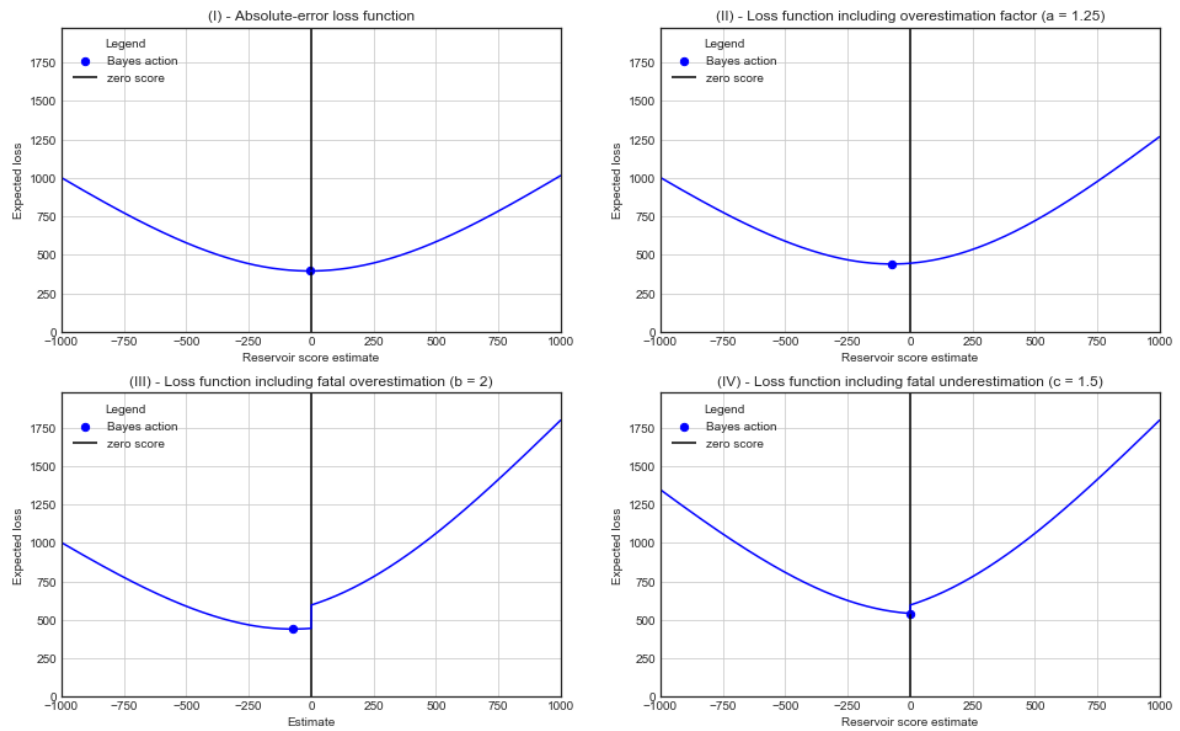 (I) - Absolute-error loss function
Legend
Bayes action
zero score
1750
1500
1250
1000
750
500
250
0
Expected loss
−1000 −750 −500 −250 0 250 500 750 1000
Reservoir score estimate
(II) - Loss function including overestimation factor (a = 1.25)
Legend
Bayes action
zero score
1750
1500
1250
1000
750
500
250
0
Expected loss
−1000 −750 −500 −250 0 250 500 750 1000
Reservoir score estimate
(III) - Loss function including fatal overestimation (b = 2)
Legend
Bayes action
zero score
1750
1500
1250
1000
750
500
250
0
Expected loss
−1000 −750 −500 −250 0 250 500 750 1000
Estimate
(IV) - Loss function including fatal underestimation (c = 1.5)
Legend
Bayes action
zero score
1750
1500
1250
1000
750
500
250
0
Expected loss
−1000 −750 −500 −250 0 250 500 750 1000
Reservoir score estimate